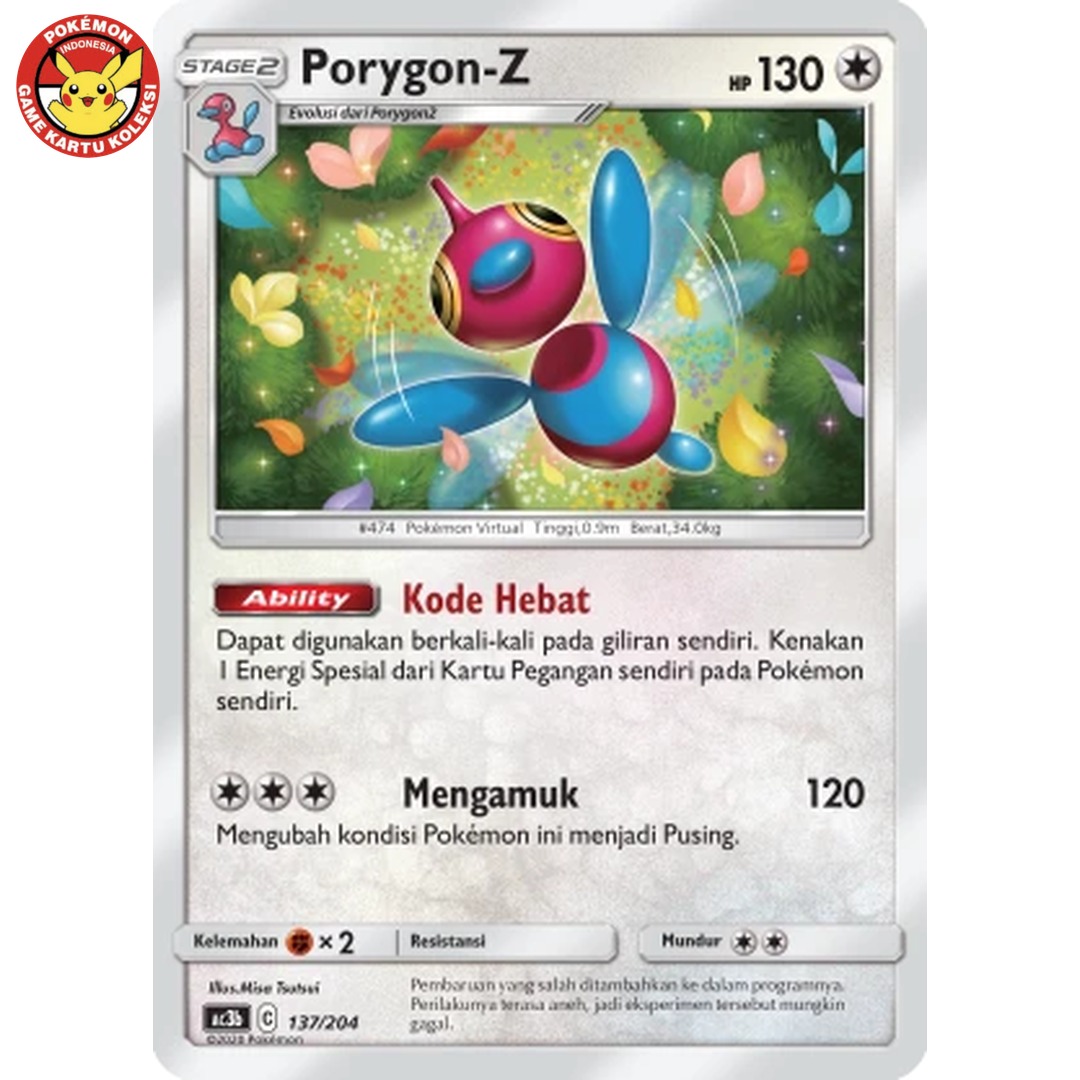 POKÉMON
INDONESIA
GAME KARTU KOLEKSI
STAGE2 Porygon-Z HP 130
Evolusi dari Porygon2
#474 Pokémon Virtual Tinggi,0.9m Berat,34.0kg
Ability Kode Hebat
Dapat digunakan berkali-kali pada giliran sendiri. Kenakan
1 Energi Spesial dari Kartu Pegangan sendiri pada Pokémon
sendiri.
Mengamuk 120
Mengubah kondisi Pokémon ini menjadi Pusing.
Kelemahan ×2 Resistansi Mundur
Illus.Misa Tsutsui
Pembaruan yang salah ditambahkan ke dalam programnya.
Perilakunya terasa aneh, jadi eksperimen tersebut mungkin
gagal.
AC3b C 137/204
©2020 Pokémon